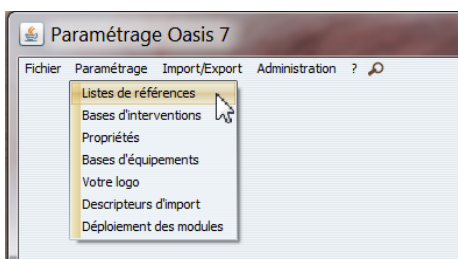 Paramétrage Oasis 7
Fichier Paramétrage Import/Export Administration ?
Listes de références
Bases d'interventions
Propriétés
Bases d'équipements
Votre logo
Descripteurs d'import
Déploiement des modules